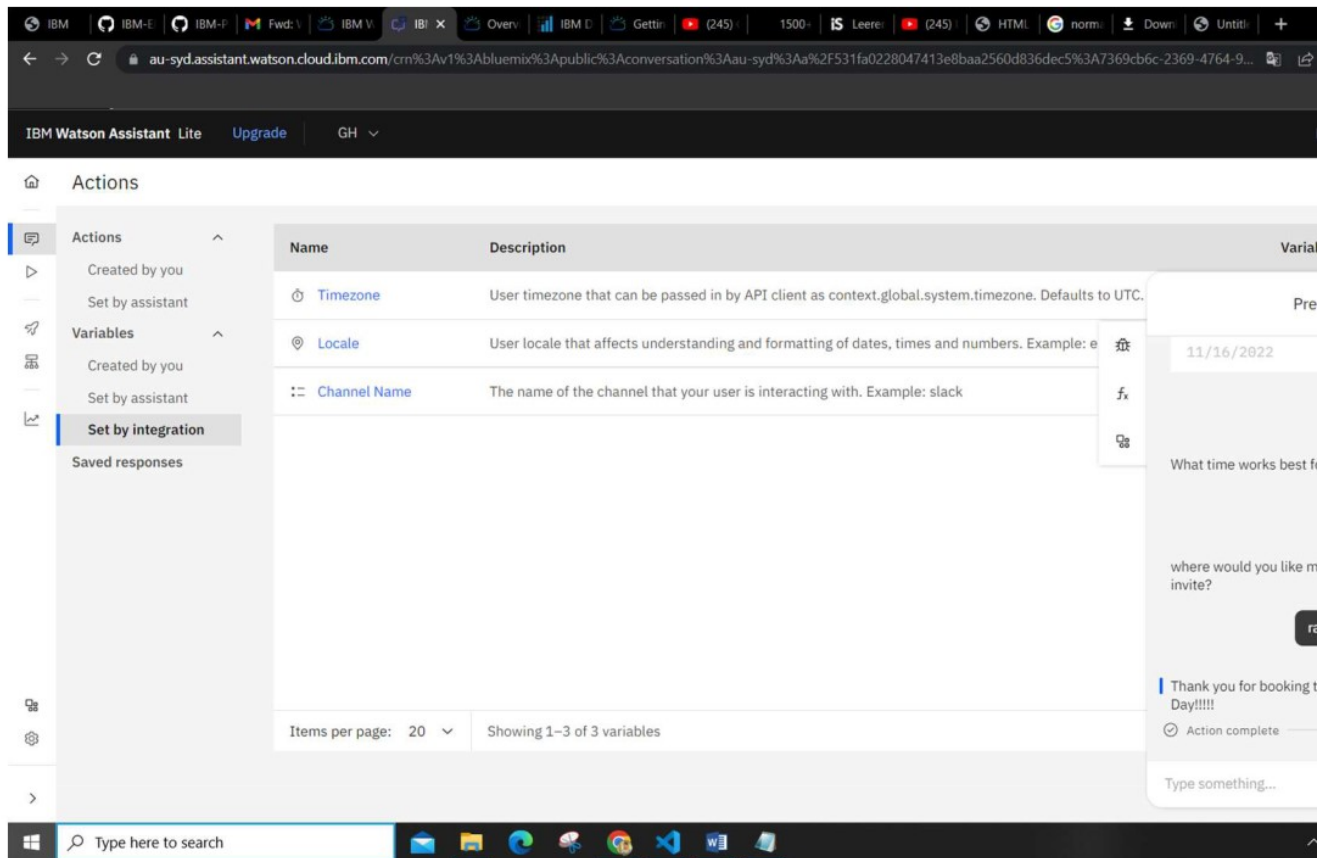 IBM IBM-E IBM-P Fwd: IBM W IBI Overv IBM D Gettin (245) 1500+ iS Leere (245) HTML norma Down Untitle
au-syd.assistant.watson.cloud.ibm.com/crn%3Av1%3Abluemix%3Apublic%3Aconversation%3Aau-syd%3Aa%2F531fa0228047413e8baa2560d836dec5%3A7369cb6c-2369-4764-9...
IBM Watson Assistant Lite Upgrade GH
Actions
Actions
Created by you
Set by assistant
Variables
Created by you
Set by assistant
Set by integration
Saved responses
Name Description Varial
Timezone User timezone that can be passed in by API client as context.global.system.timezone. Defaults to UTC.
Locale User locale that affects understanding and formatting of dates, times and numbers. Example: e
Channel Name The name of the channel that your user is interacting with. Example: slack
Items per page: 20 Showing 1–3 of 3 variables
Pre
11/16/2022
What time works best fo
where would you like m
invite?
ra
Thank you for booking t
Day!!!!!
Action complete
Type something...
Type here to search